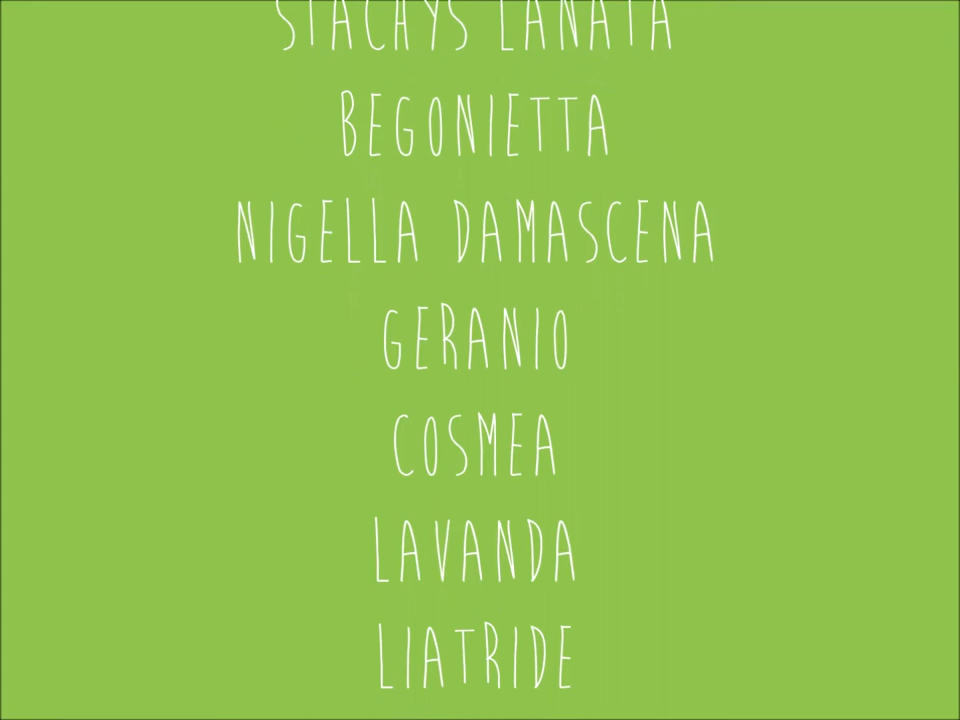 STACHYS LANATA
BEGONIETTA
NIGELLA DAMASCENA
GERANIO
COSMEA
LAVANDA
LIATRIDE